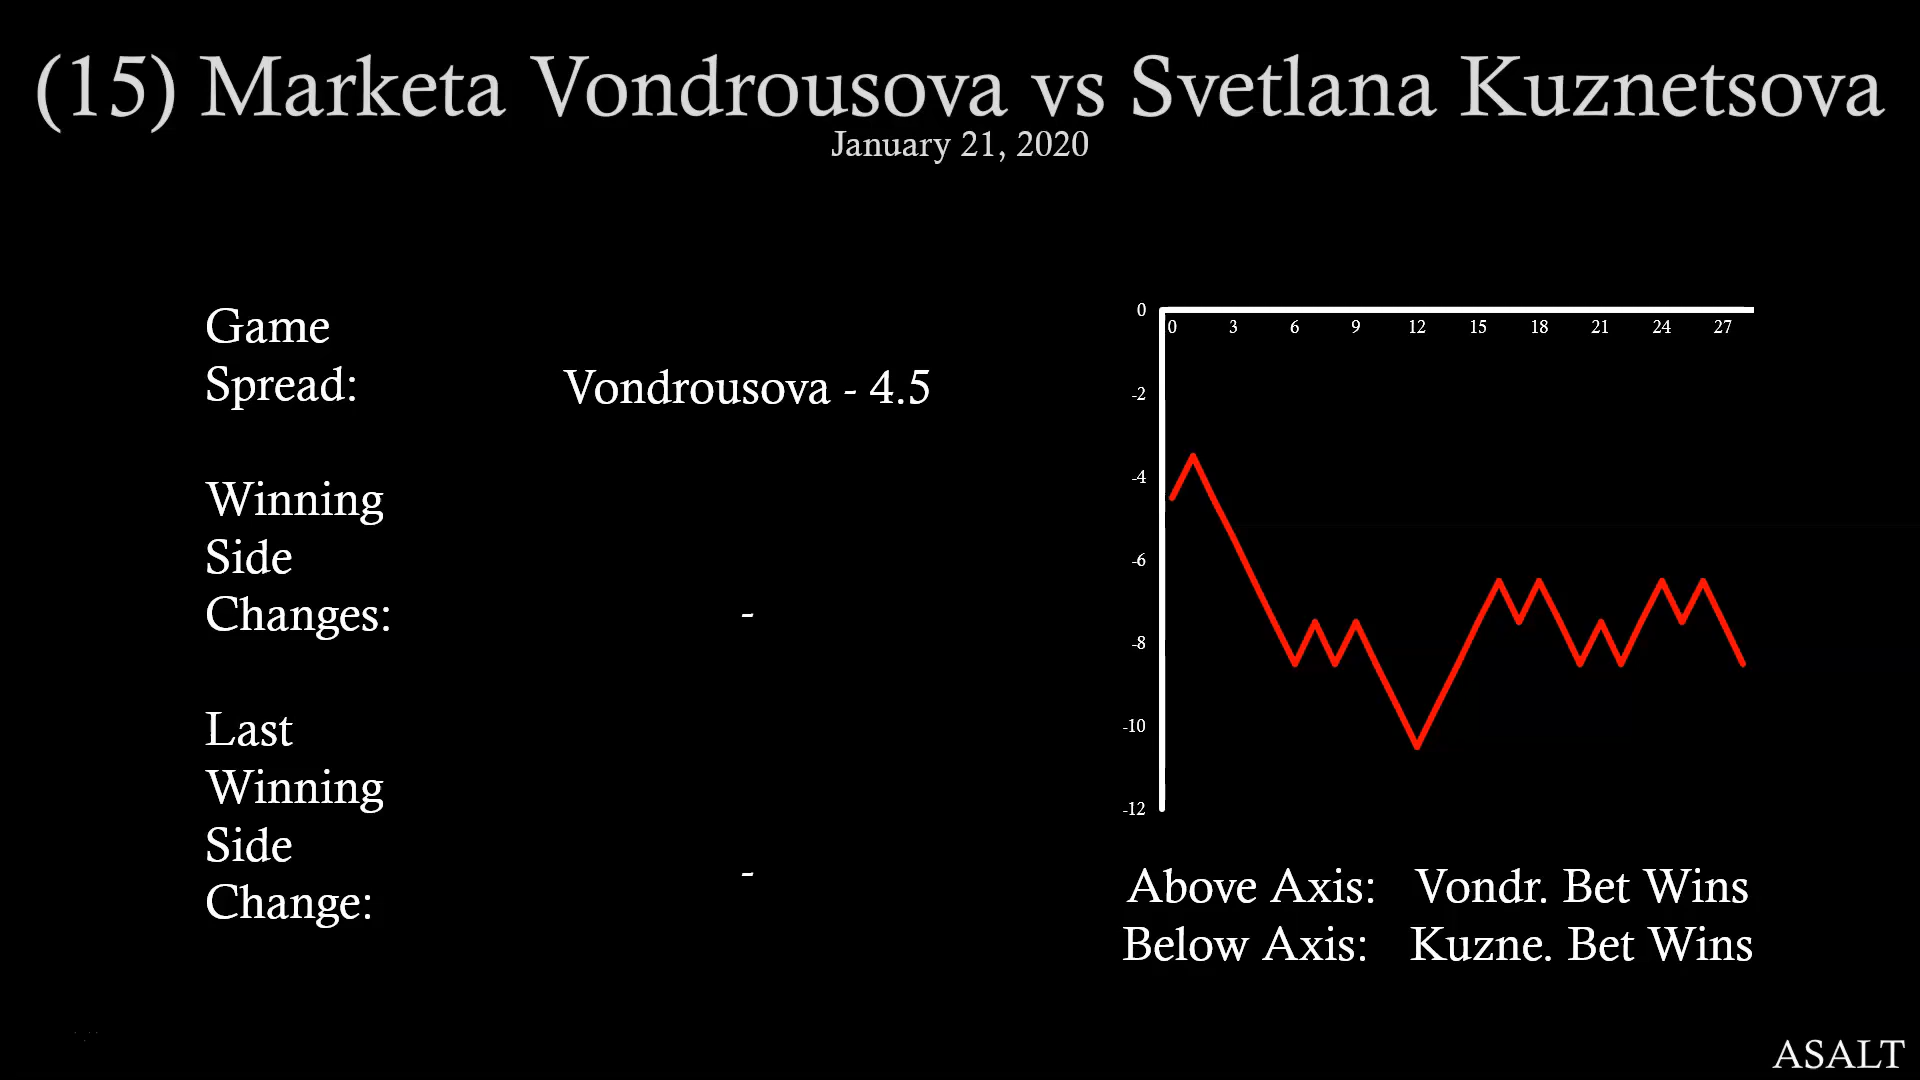 (15) Marketa Vondrousova vs Svetlana Kuznetsova
January 21, 2020
Game
Spread:
Vondrousova - 4.5
Winning
Side
Changes:
-
Last
Winning
Side
Change:
-
0
-2
-4
-6
-8
-10
-12
0 3 6 9 12 15 18 21 24 27
Above Axis: Vondr. Bet Wins
Below Axis: Kuzne. Bet Wins
ASALT